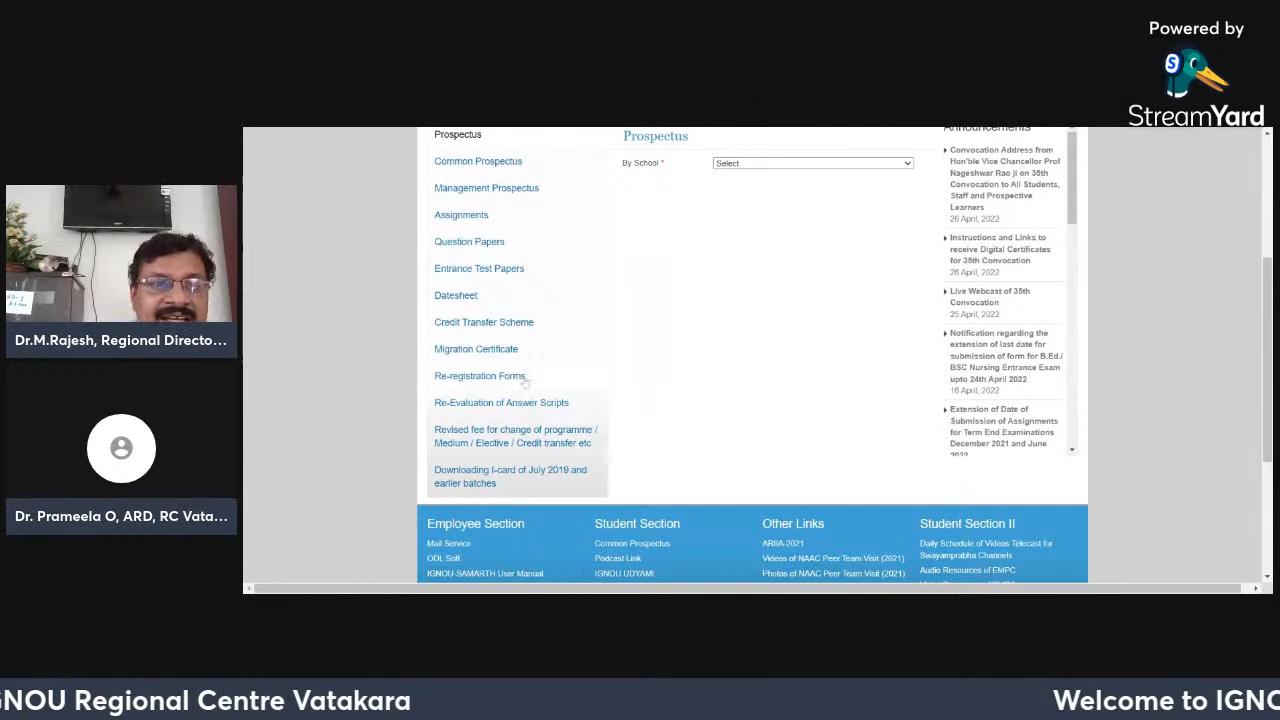 Powered by
S
StreamYard
Prospectus
Common Prospectus
Management Prospectus
Assignments
Question Papers
Entrance Test Papers
Datesheet
Credit Transfer Scheme
Migration Certificate
Re-registration Forms
Re-Evaluation of Answer Scripts
Revised fee for change of programme /
Medium / Elective / Credit transfer etc
Downloading I-card of July 2019 and
earlier batches
Prospectus
By School *
Select
Announcements
Convocation Address from
Hon'ble Vice Chancellor Prof
Nageshwar Rao ji on 35th
Convocation to All Students,
Staff and Prospective
Learners
26 April, 2022
Instructions and Links to
receive Digital Certificates
for 35th Convocation
26 April, 2022
Live Webcast of 35th
Convocation
25 April, 2022
Notification regarding the
extension of last date for
submission of form for B.Ed./
BSC Nursing Entrance Exam
upto 24th April 2022
16 April, 2022
Extension of Date of
Submission of Assignments
for Term End Examinations
December 2021 and June
2022
Employee Section
Mail Service
ODL Soft
IGNOU-SAMARTH User Manual
Student Section
Common Prospectus
Podcast Link
IGNOU UDYAMI
Other Links
ARIIA-2021
Videos of NAAC Peer Team Visit (2021)
Photos of NAAC Peer Team Visit (2021)
Student Section II
Daily Schedule of Videos Telecast for
Swayamprabha Channels
Audio Resources of EMPC
Dr.M.Rajesh, Regional Directo...
Dr. Prameela O, ARD, RC Vata...
GNOU Regional Centre Vatakara
Welcome to IGNO